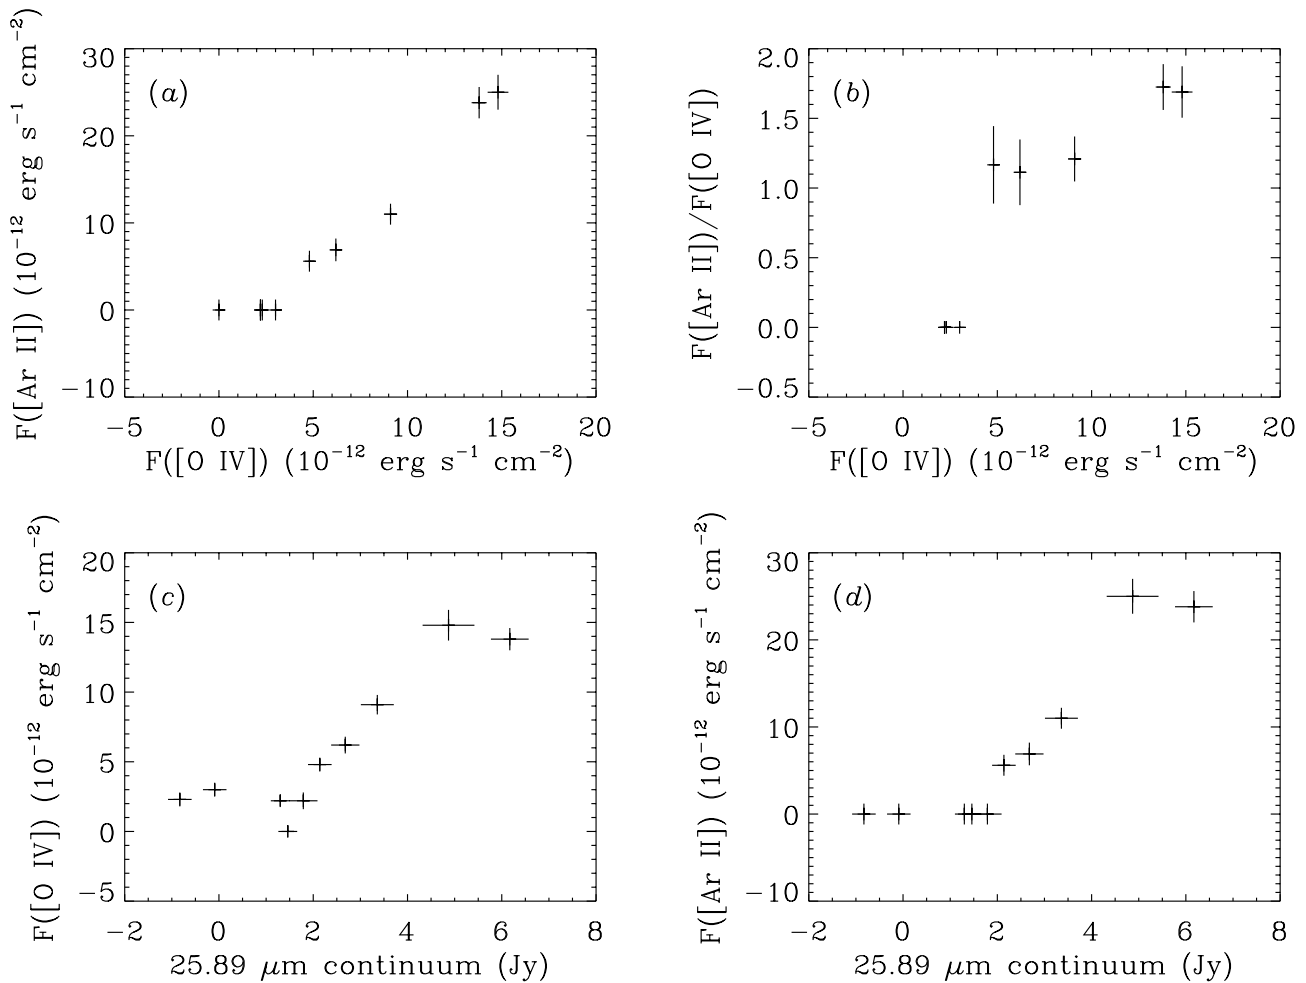 (a)
30
20
10
0
−10
F([Ar II]) (10⁻¹² erg s⁻¹ cm⁻²)
−5 0 5 10 15 20
F([O IV]) (10⁻¹² erg s⁻¹ cm⁻²)
(b)
2.0
1.5
1.0
0.5
0.0
−0.5
F([Ar II])/F([O IV])
−5 0 5 10 15 20
F([O IV]) (10⁻¹² erg s⁻¹ cm⁻²)
(c)
20
15
10
5
0
−5
F([O IV]) (10⁻¹² erg s⁻¹ cm⁻²)
−2 0 2 4 6 8
25.89 μm continuum (Jy)
(d)
30
20
10
0
−10
F([Ar II]) (10⁻¹² erg s⁻¹ cm⁻²)
−2 0 2 4 6 8
25.89 μm continuum (Jy)